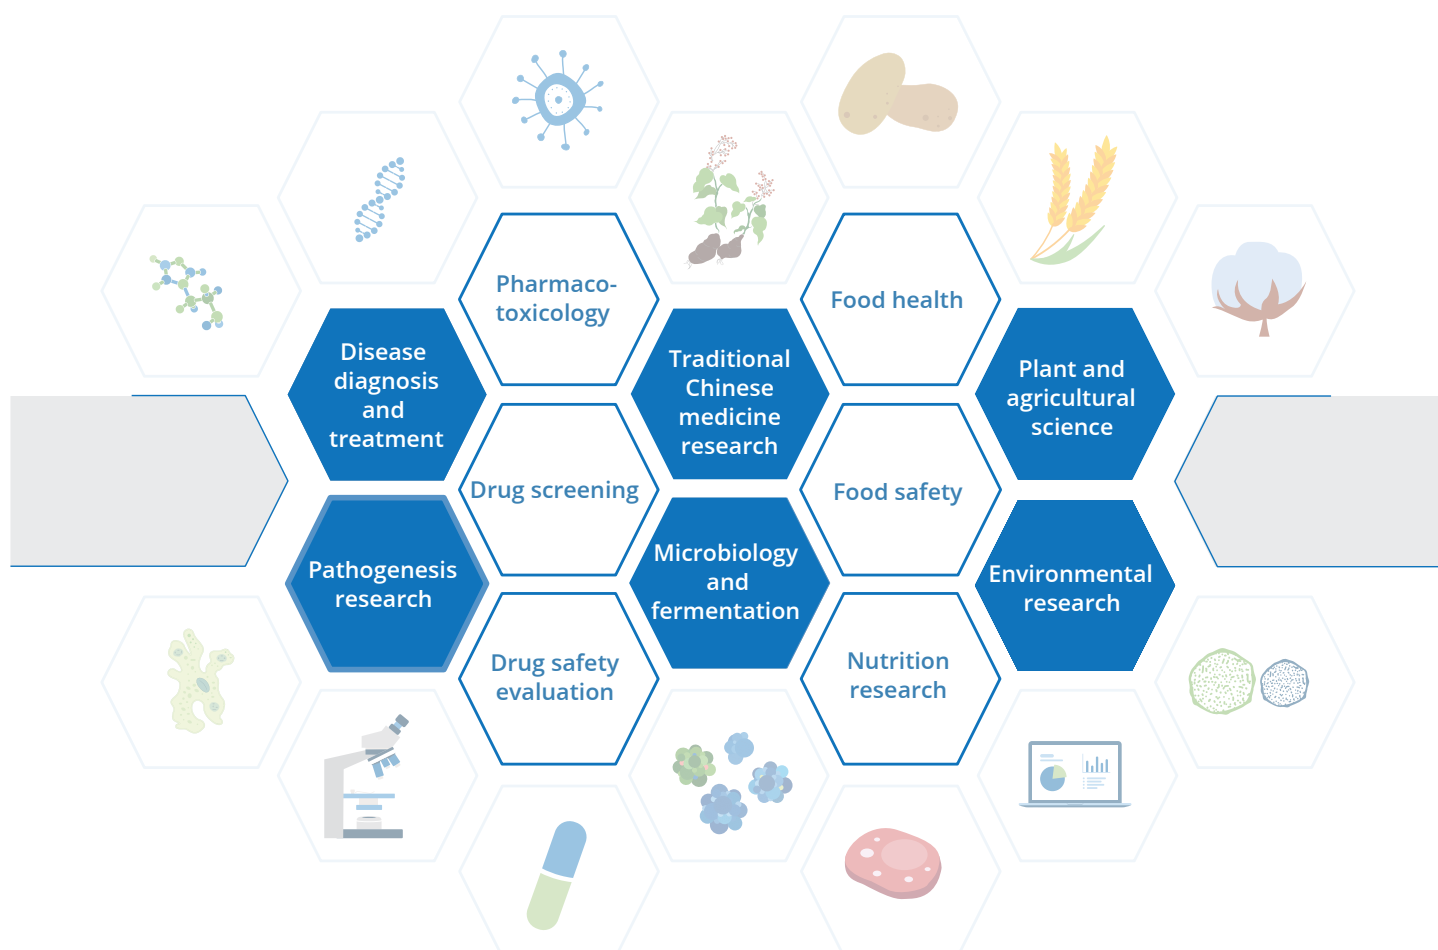 Pharmaco-
toxicology
Food health
Disease
diagnosis
and
treatment
Traditional
Chinese
medicine
research
Plant and
agricultural
science
Drug screening
Food safety
Pathogenesis
research
Microbiology
and
fermentation
Environmental
research
Drug safety
evaluation
Nutrition
research